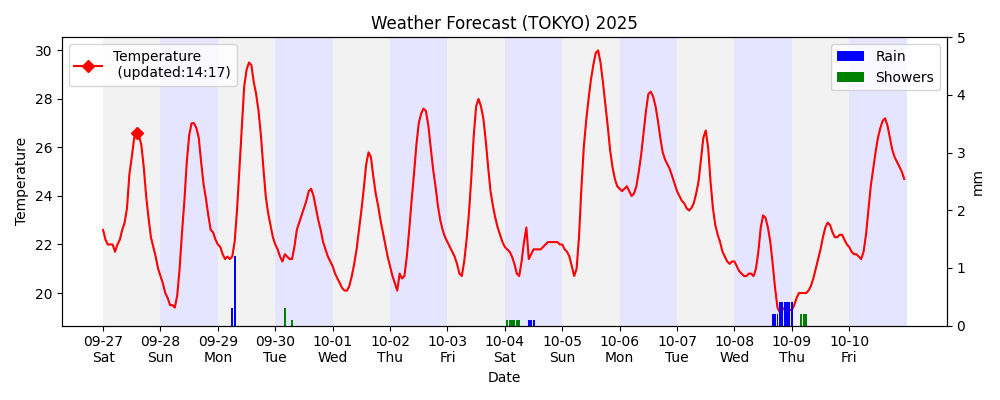 Weather Forecast (TOKYO) 2025
Temperature
(updated:14:17)
Rain
Showers
Temperature
30
28
26
24
22
20
5
4
3
2
1
0
mm
09-27 09-28 09-29 09-30 10-01 10-02 10-03 10-04 10-05 10-06 10-07 10-08 10-09 10-10
Sat Sun Mon Tue Wed Thu Fri Sat Sun Mon Tue Wed Thu Fri
Date